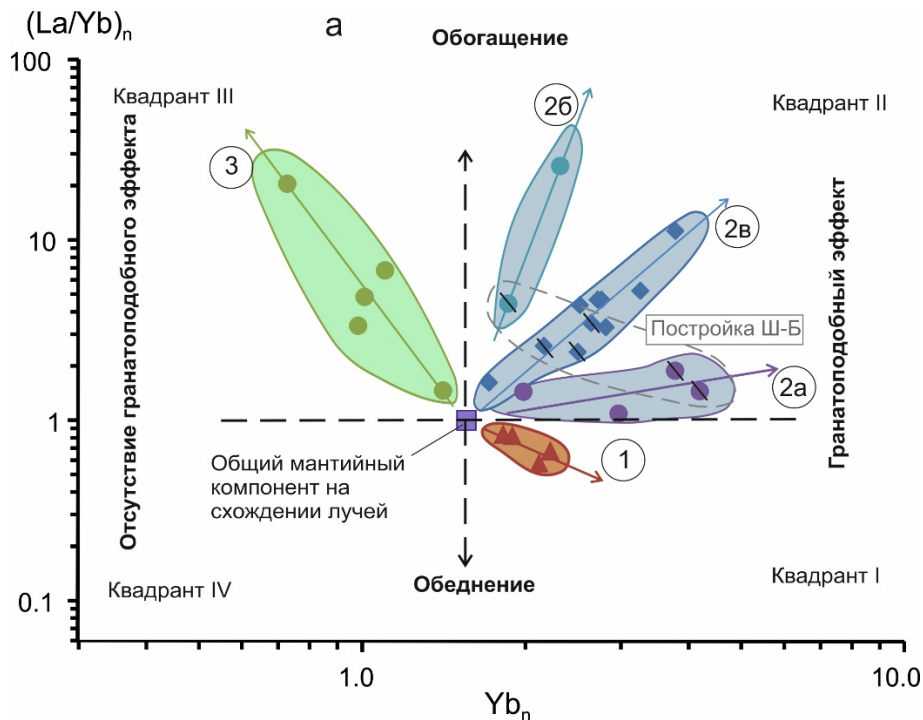 (La/Yb)n
а
Обогащение
100
Квадрант III
2б
Квадрант II
3
Отсутствие гранатоподобного эффекта
Гранатоподобный эффект
2в
10
Постройка Ш-Б
2а
1
Общий мантийный
компонент на
схождении лучей
1
Квадрант IV
Обеднение
Квадрант I
0.1
1.0
10.0
Ybn